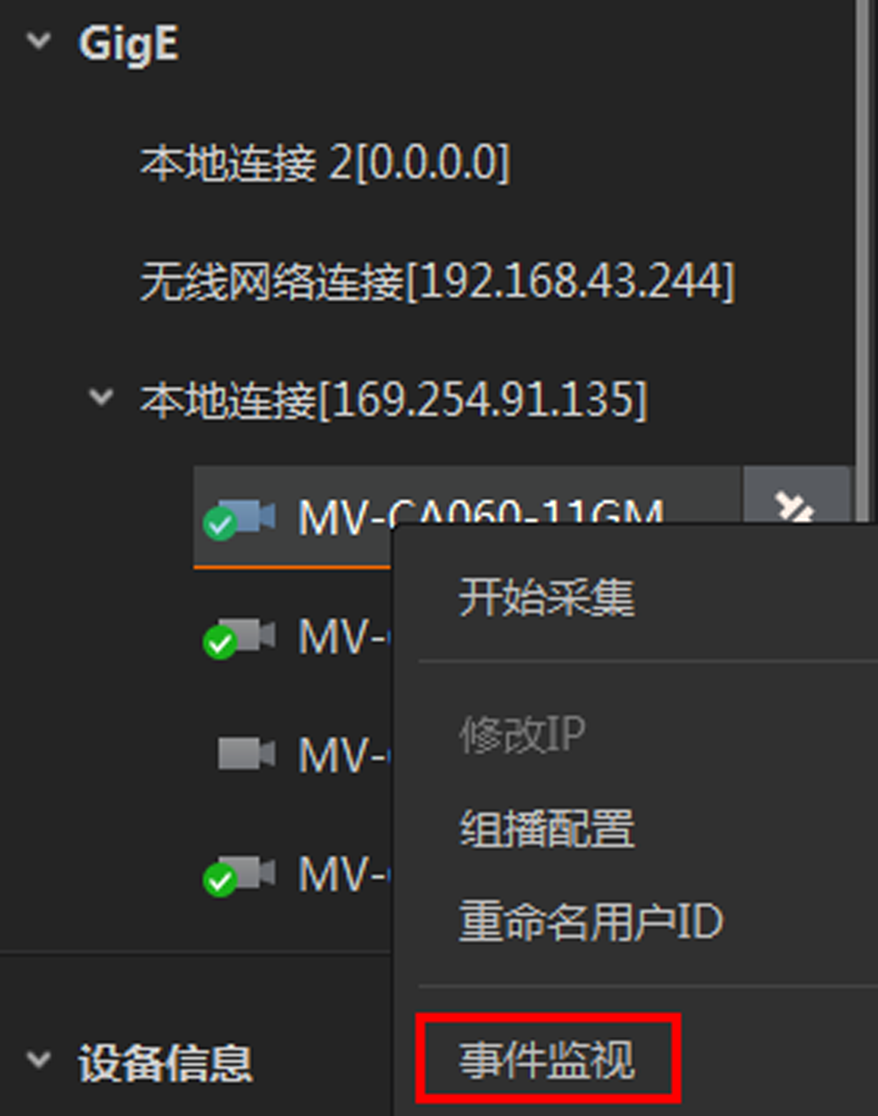 GigE
本地连接 2[0.0.0.0]
无线网络连接[192.168.43.244]
本地连接[169.254.91.135]
MV-CA060-11GM
开始采集
MV-
修改IP
MV-
组播配置
MV-
重命名用户ID
事件监视
设备信息